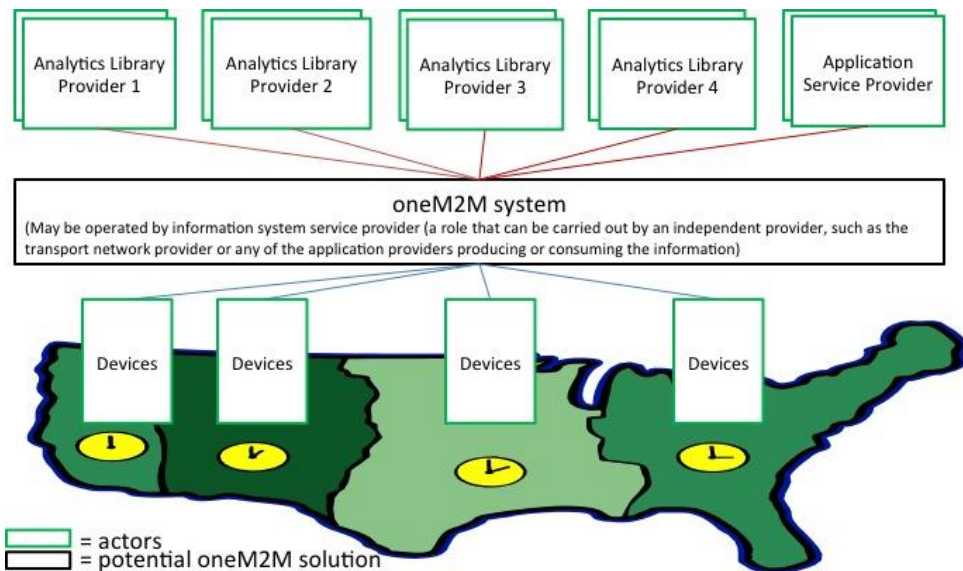 Analytics Library
Provider 1
Analytics Library
Provider 2
Analytics Library
Provider 3
Analytics Library
Provider 4
Application
Service Provider
oneM2M system
(May be operated by information system service provider (a role that can be carried out by an independent provider, such as the
transport network provider or any of the application providers producing or consuming the information)
Devices
Devices
Devices
Devices
= actors
= potential oneM2M solution